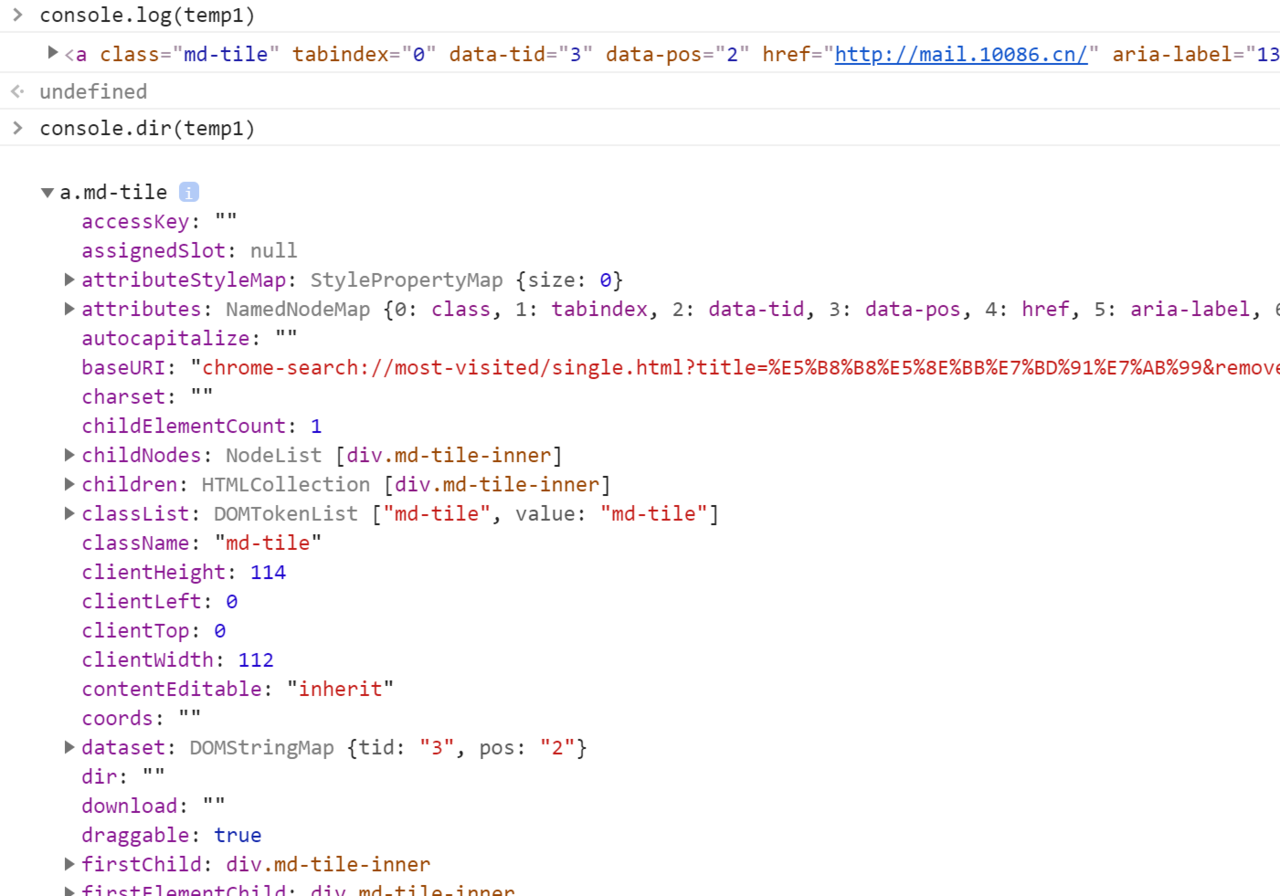 console.log(temp1)
<a class="md-tile" tabindex="0" data-tid="3" data-pos="2" href="http://mail.10086.cn/" aria-label="13
undefined
console.dir(temp1)
a.md-tile i
accessKey: ""
assignedSlot: null
attributeStyleMap: StylePropertyMap {size: 0}
attributes: NamedNodeMap {0: class, 1: tabindex, 2: data-tid, 3: data-pos, 4: href, 5: aria-label, 6
autocapitalize: ""
baseURI: "chrome-search://most-visited/single.html?title=%E5%B8%B8%E5%8E%BB%E7%BD%91%E7%AB%99&remove
charset: ""
childElementCount: 1
childNodes: NodeList [div.md-tile-inner]
children: HTMLCollection [div.md-tile-inner]
classList: DOMTokenList ["md-tile", value: "md-tile"]
className: "md-tile"
clientHeight: 114
clientLeft: 0
clientTop: 0
clientWidth: 112
contentEditable: "inherit"
coords: ""
dataset: DOMStringMap {tid: "3", pos: "2"}
dir: ""
download: ""
draggable: true
firstChild: div.md-tile-inner
firstElementChild: div.md-tile-inner